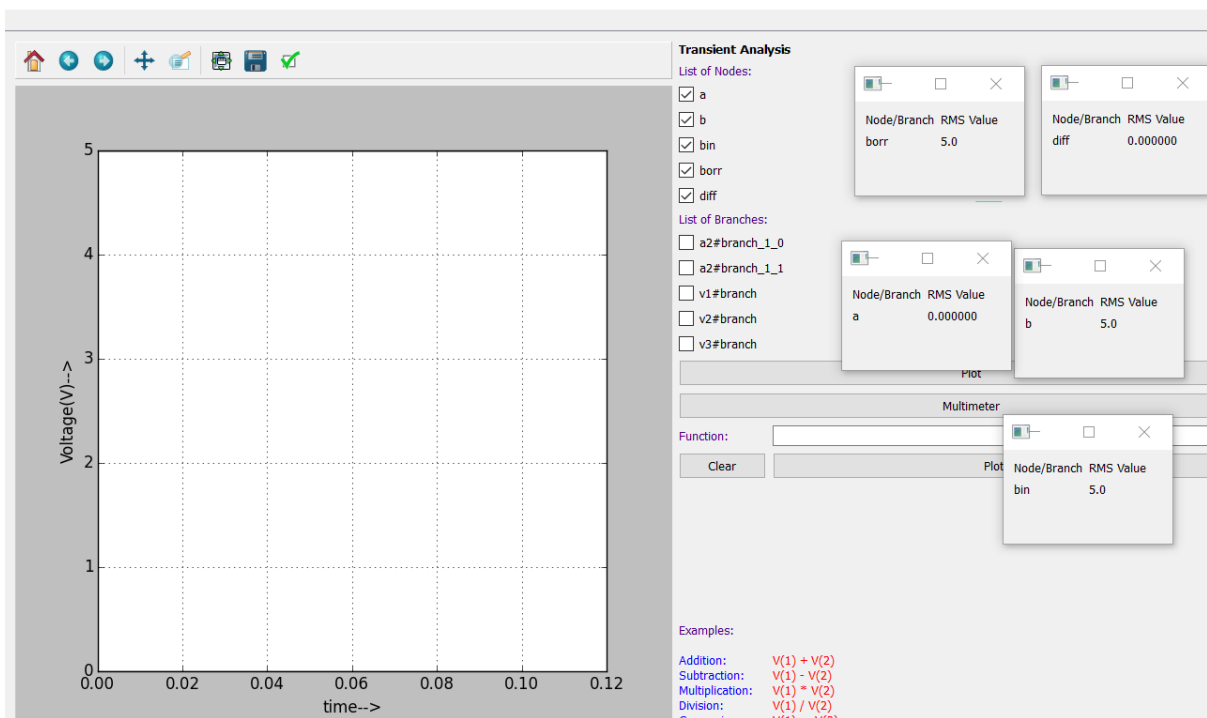 Transient Analysis
List of Nodes:
a
b
bin
borr
diff
List of Branches:
a2#branch_1_0
a2#branch_1_1
v1#branch
v2#branch
v3#branch
Plot
Multimeter
Function:
Clear
Plot
Examples:
Addition: V(1) + V(2)
Subtraction: V(1) - V(2)
Multiplication: V(1) * V(2)
Division: V(1) / V(2)
Node/Branch RMS Value
borr 5.0
Node/Branch RMS Value
diff 0.000000
Node/Branch RMS Value
a 0.000000
Node/Branch RMS Value
b 5.0
Node/Branch RMS Value
bin 5.0
5
4
3
2
1
0
Voltage(V)-->
0.00 0.02 0.04 0.06 0.08 0.10 0.12
time-->